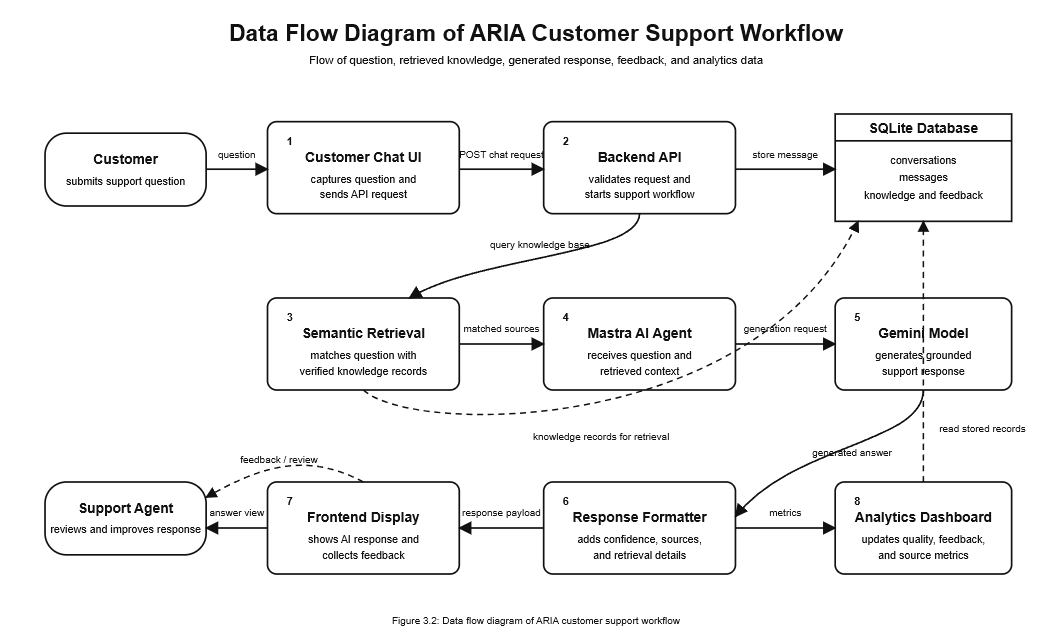 Data Flow Diagram of ARIA Customer Support Workflow
Flow of question, retrieved knowledge, generated response, feedback, and analytics data
Customer
submits support question
question
1
Customer Chat UI
captures question and
sends API request
POST chat request
2
Backend API
validates request and
starts support workflow
store message
SQLite Database
conversations
messages
knowledge and feedback
query knowledge base
3
Semantic Retrieval
matches question with
verified knowledge records
matched sources
4
Mastra AI Agent
receives question and
retrieved context
generation request
5
Gemini Model
generates grounded
support response
knowledge records for retrieval
generated answer
read stored records
feedback / review
Support Agent
reviews and improves response
answer view
7
Frontend Display
shows AI response and
collects feedback
response payload
6
Response Formatter
adds confidence, sources,
and retrieval details
metrics
8
Analytics Dashboard
updates quality, feedback,
and source metrics
Figure 3.2: Data flow diagram of ARIA customer support workflow